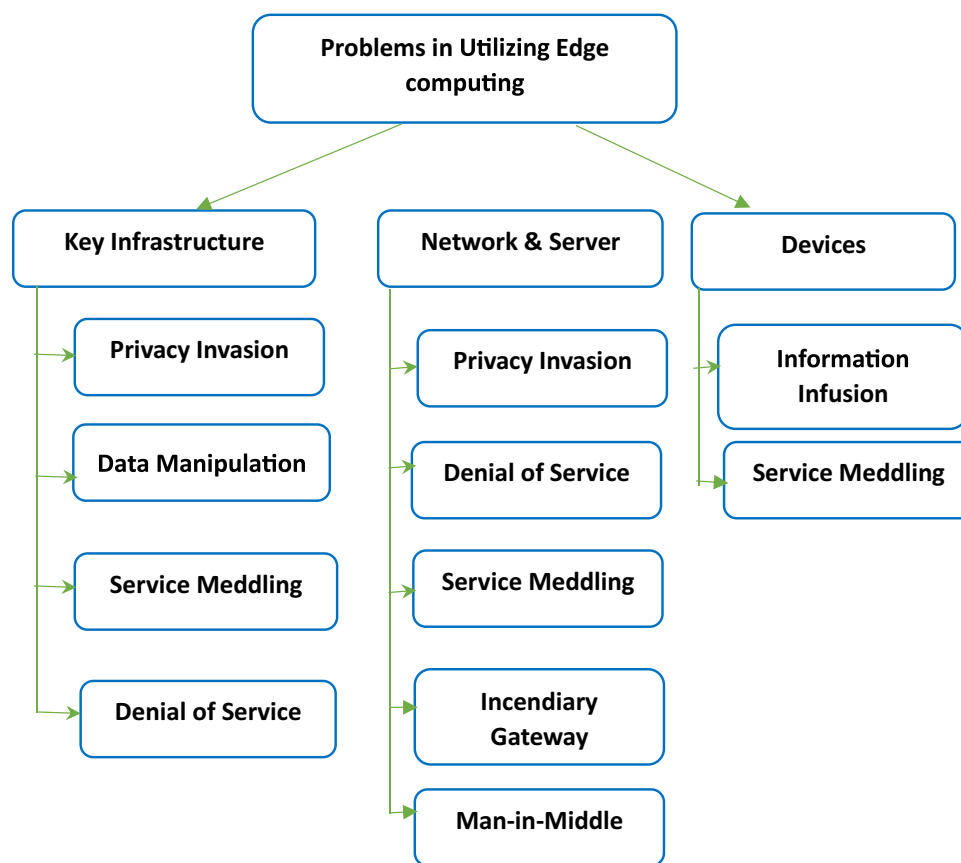 Problems in Utilizing Edge
computing
Key Infrastructure
Privacy Invasion
Data Manipulation
Service Meddling
Denial of Service
Network & Server
Privacy Invasion
Denial of Service
Service Meddling
Incendiary
Gateway
Man-in-Middle
Devices
Information
Infusion
Service Meddling